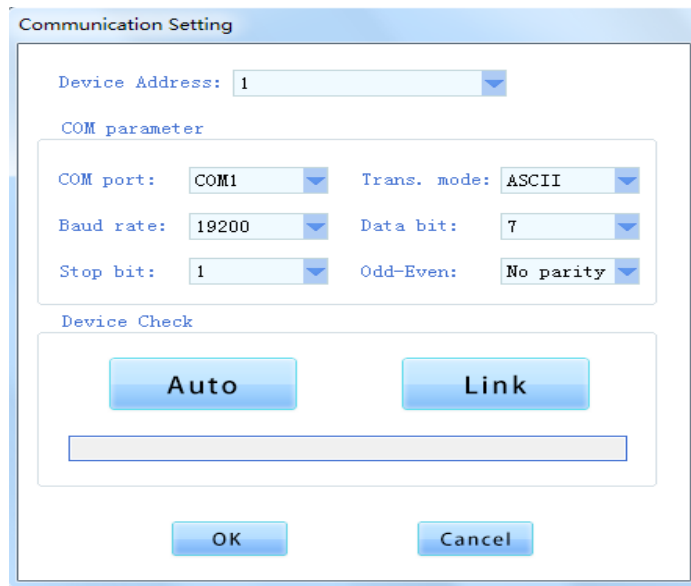 Communication Setting
Device Address: 1
COM parameter
COM port: COM1 Trans. mode: ASCII
Baud rate: 19200 Data bit: 7
Stop bit: 1 Odd-Even: No parity
Device Check
Auto Link
OK Cancel